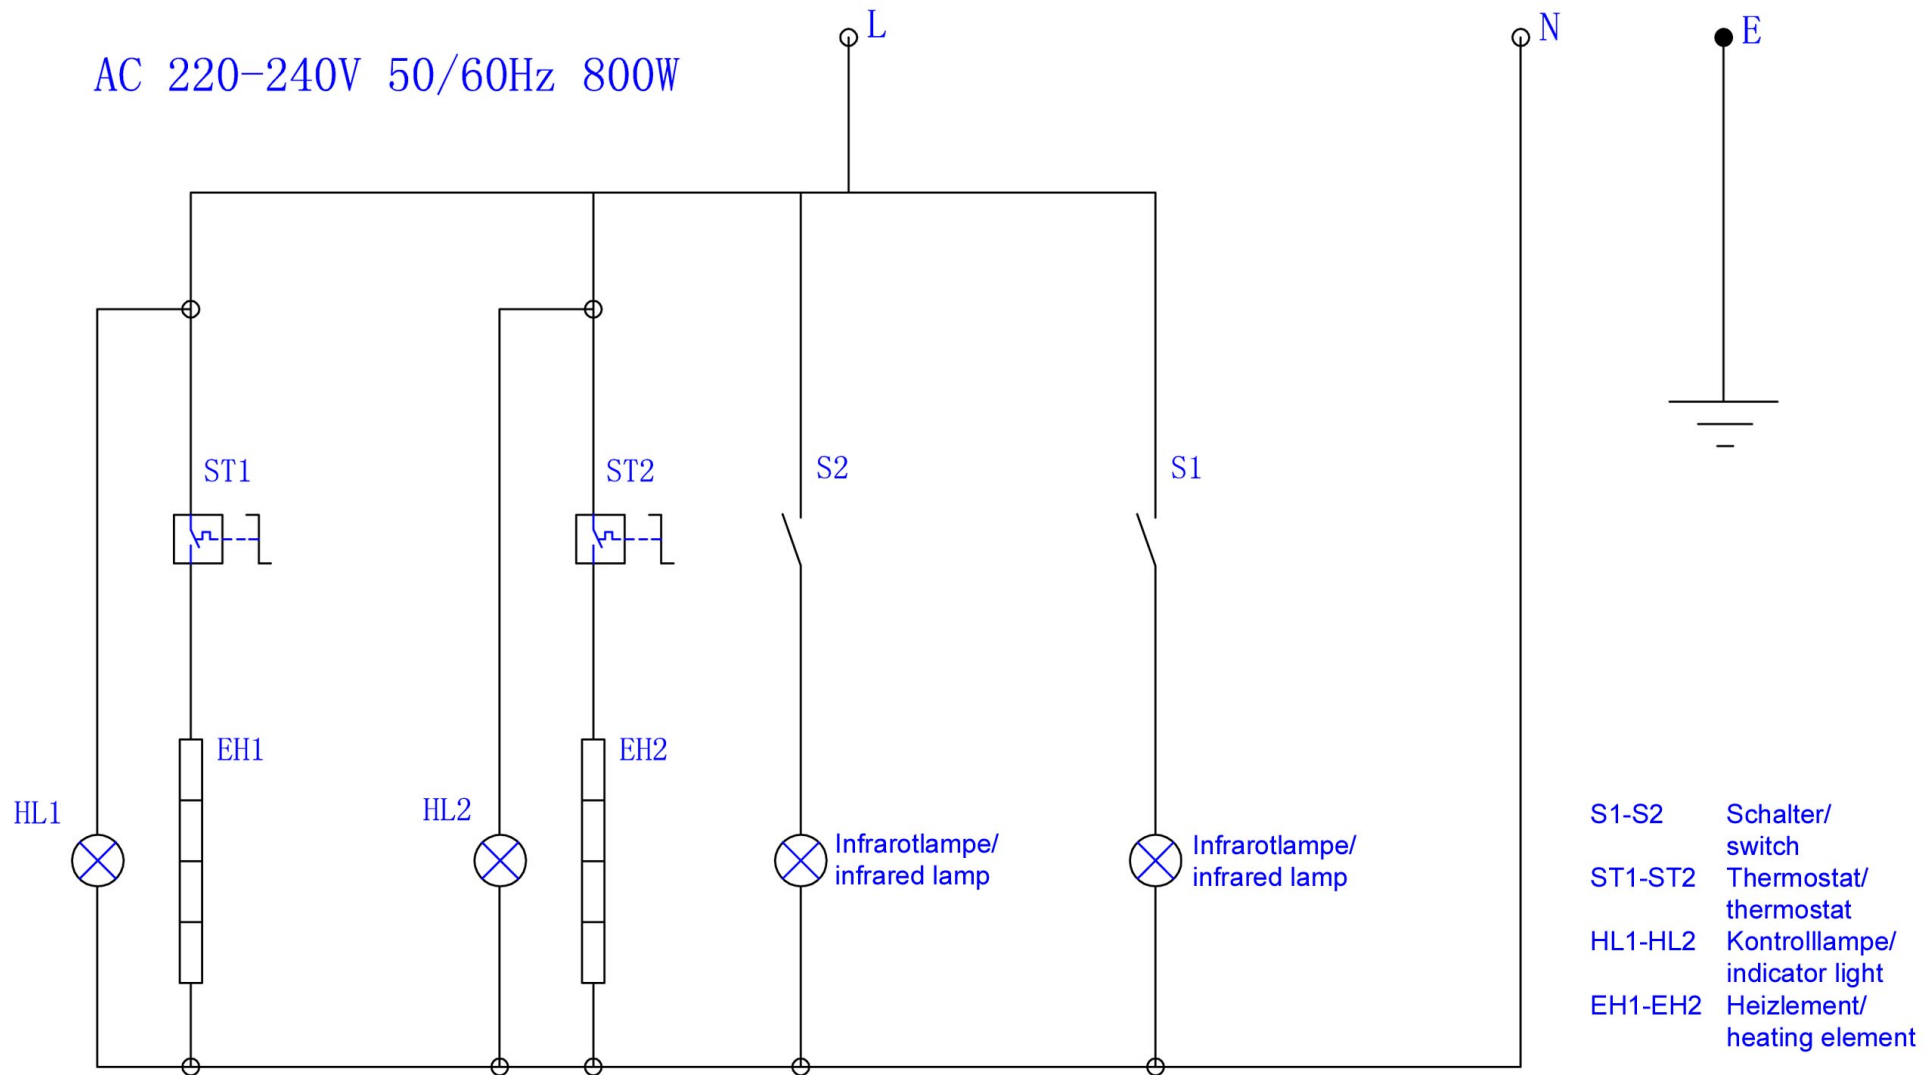 L
N
E
AC 220-240V 50/60Hz 800W
ST1
ST2
S2
S1
EH1
EH2
HL1
HL2
Infrarotlampe/
infrared lamp
Infrarotlampe/
infrared lamp
S1-S2 Schalter/
switch
ST1-ST2 Thermostat/
thermostat
HL1-HL2 Kontrolllampe/
indicator light
EH1-EH2 Heizlement/
heating element